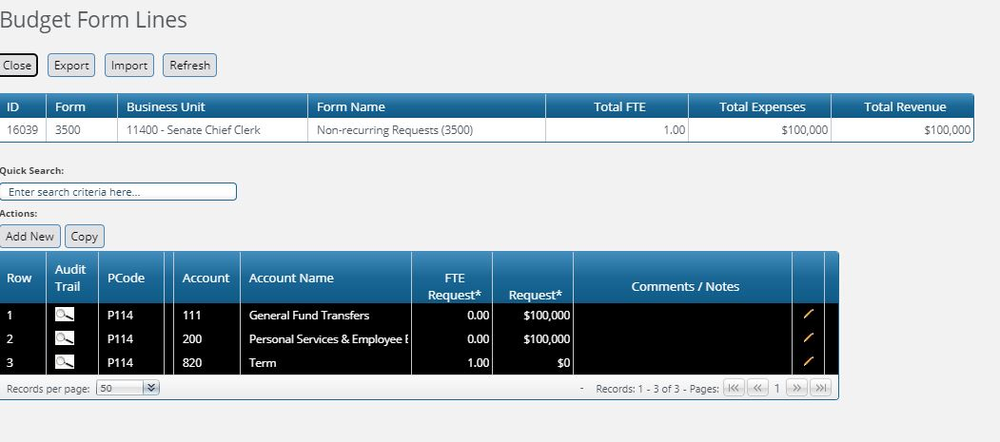 Budget Form Lines
Close Export Import Refresh
ID Form Business Unit Form Name Total FTE Total Expenses Total Revenue
16039 3500 11400 - Senate Chief Clerk Non-recurring Requests (3500) 1.00 $100,000 $100,000
Quick Search:
Enter search criteria here...
Actions:
Add New Copy
Row Audit Trail PCode Account Account Name FTE Request* Request* Comments / Notes
1 P114 111 General Fund Transfers 0.00 $100,000
2 P114 200 Personal Services & Employee 0.00 $100,000
3 P114 820 Term 1.00 $0
Records per page: 50 - Records: 1 - 3 of 3 - Pages: 1